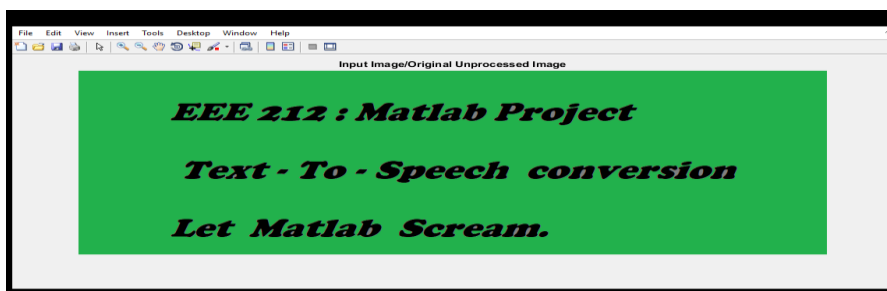 File Edit View Insert Tools Desktop Window Help
Input Image/Original Unprocessed Image
EEE 212 : Matlab Project
Text - To - Speech conversion
Let Matlab Scream.